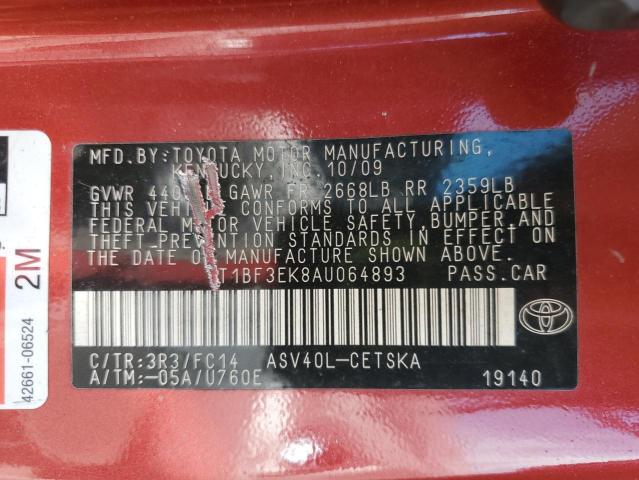 MFD.BY:TOYOTA MOTOR MANUFACTURING,
KENTUCKY,INC.10/09
GVWR GAWR FR 2668LB RR 2359LB
THIS VEHICLE CONFORMS TO ALL APPLICABLE
FEDERAL MOTOR VEHICLE SAFETY,BUMPER,AND
THEFT-PREVENTION STANDARDS IN EFFECT ON
THE DATE OF MANUFACTURE SHOWN ABOVE.
T1BF3EK8AU064893 PASS.CAR
C/TR:3R3/FC14 ASV40L-CETSKA
A/TM:-05A/U760E 19140
2M
42661-06524